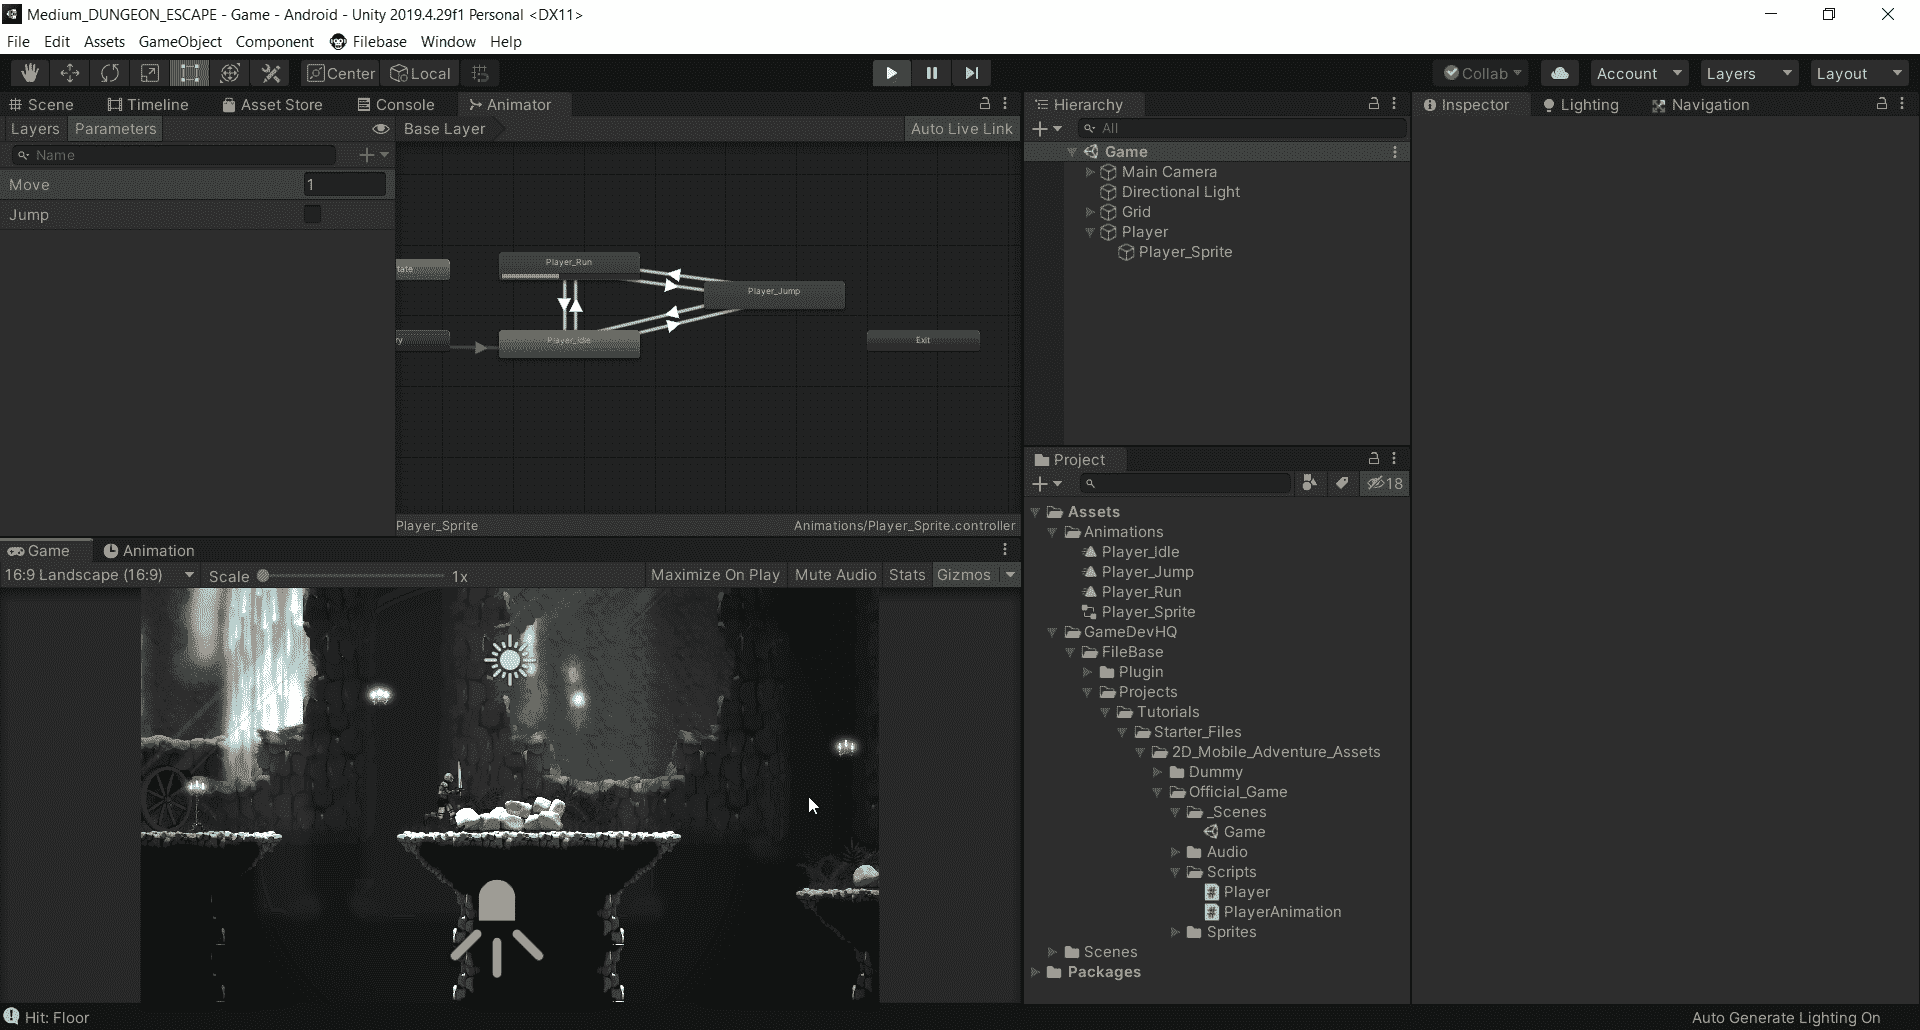 Medium_DUNGEON_ESCAPE - Game - Android - Unity 2019.4.29f1 Personal <DX11>
File Edit Assets GameObject Component Filebase Window Help
Center Local Collab Account Layers Layout
Scene Timeline Asset Store Console Animator
Layers Parameters Base Layer Auto Live Link
Name
Move 1
Jump
tate
Player_Run
Player_Jump
ry
Player_Idle
Exit
Player_Sprite Animations/Player_Sprite.controller
Game Animation
16:9 Landscape (16:9) Scale 1x Maximize On Play Mute Audio Stats Gizmos
Hierarchy
All
Game
Main Camera
Directional Light
Grid
Player
Player_Sprite
Project
18
Assets
Animations
Player_Idle
Player_Jump
Player_Run
Player_Sprite
GameDevHQ
FileBase
Plugin
Projects
Tutorials
Starter_Files
2D_Mobile_Adventure_Assets
Dummy
Official_Game
_Scenes
Game
Audio
Scripts
Player
PlayerAnimation
Sprites
Scenes
Packages
Inspector Lighting Navigation
Hit: Floor
Auto Generate Lighting On